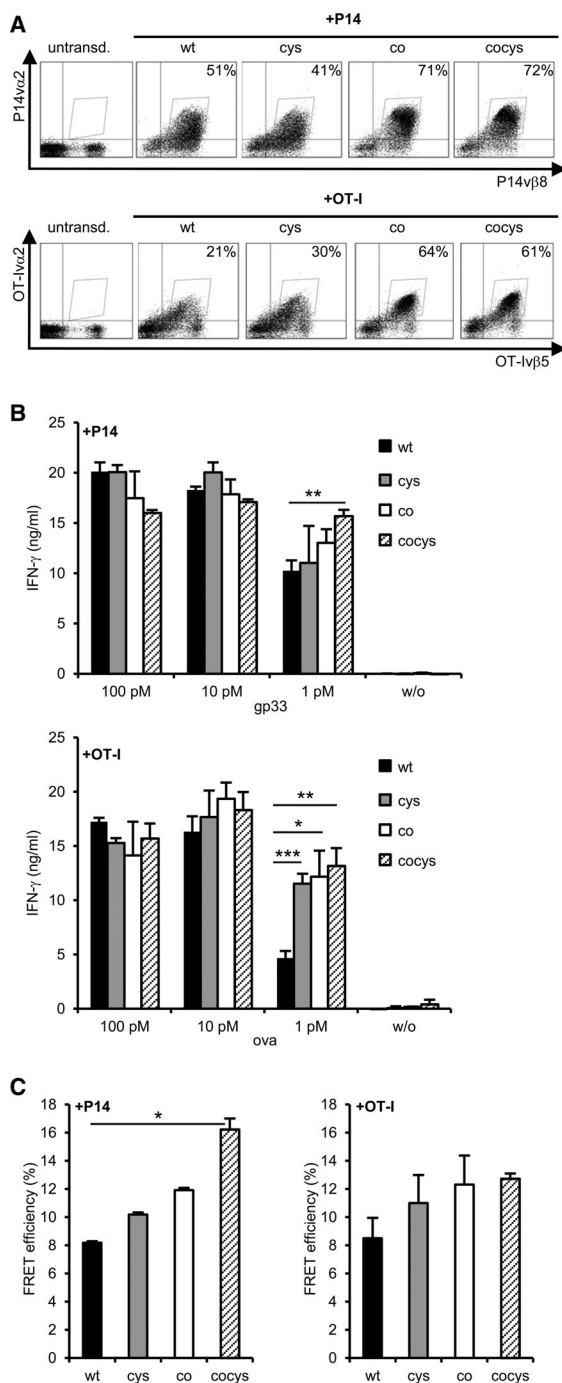 A
+P14
untransd. wt cys co cocys
51% 41% 71% 72%
P14vα2
P14vβ8
+OT-I
untransd. wt cys co cocys
21% 30% 64% 61%
OT-Ivα2
OT-Ivβ5
B
+P14
IFN-γ (ng/ml)
25
20
15
10
5
0
**
wt
cys
co
cocys
100 pM 10 pM 1 pM w/o
gp33
+OT-I
IFN-γ (ng/ml)
25
20
15
10
5
0
**
*
***
wt
cys
co
cocys
100 pM 10 pM 1 pM w/o
ova
C
+P14
FRET efficiency (%)
18
16
14
12
10
8
6
4
2
0
*
wt cys co cocys
+OT-I
FRET efficiency (%)
18
16
14
12
10
8
6
4
2
0
wt cys co cocys